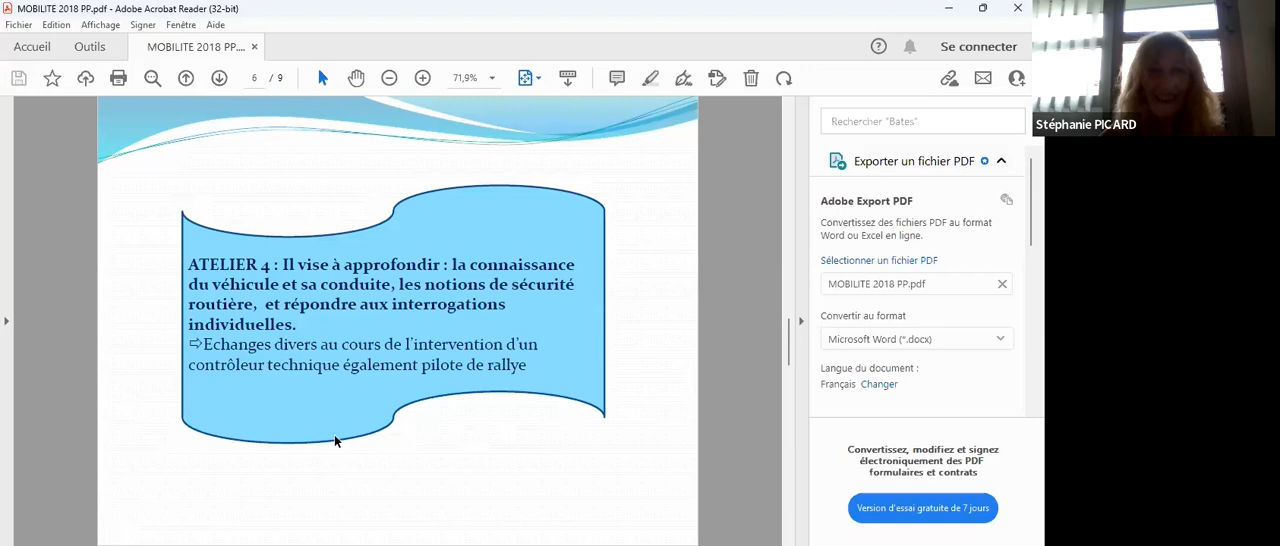 MOBILITE 2018 PP.pdf - Adobe Acrobat Reader (32-bit)
Fichier Edition Affichage Signer Fenêtre Aide
Accueil Outils MOBILITE 2018 PP.... × Se connecter
6 / 9 71,9%
Stéphanie PICARD
ATELIER 4 : Il vise à approfondir : la connaissance
du véhicule et sa conduite, les notions de sécurité
routière, et répondre aux interrogations
individuelles.
⇨Echanges divers au cours de l'intervention d'un
contrôleur technique également pilote de rallye
Rechercher "Bates"
Exporter un fichier PDF
Adobe Export PDF
Convertissez des fichiers PDF au format
Word ou Excel en ligne.
Sélectionner un fichier PDF
MOBILITE 2018 PP.pdf
Convertir au format
Microsoft Word (*.docx)
Langue du document :
Français Changer
Convertissez, modifiez et signez
électroniquement des PDF
formulaires et contrats
Version d'essai gratuite de 7 jours